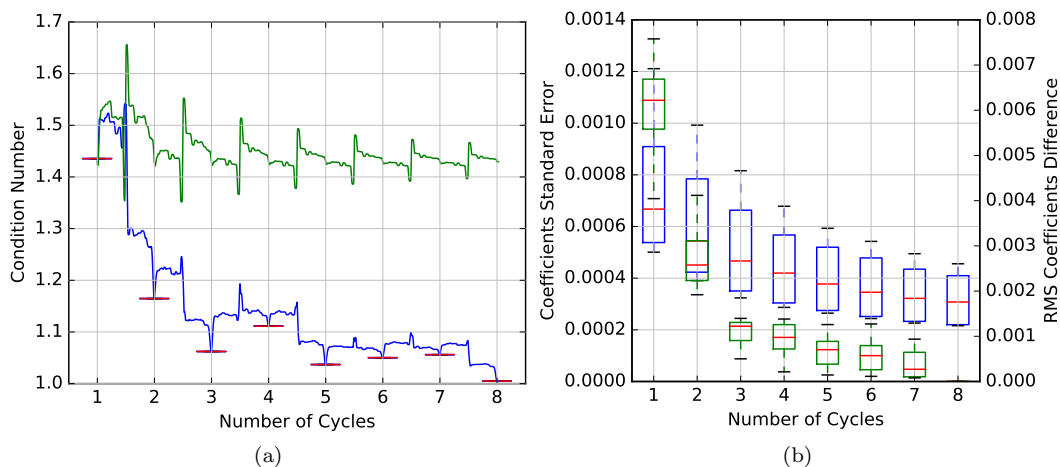 1.7
1.6
1.5
1.4
1.3
1.2
1.1
1.0
Condition Number
1 2 3 4 5 6 7 8
Number of Cycles
(a)
0.0014
0.0012
0.0010
0.0008
0.0006
0.0004
0.0002
0.0000
Coefficients Standard Error
1 2 3 4 5 6 7 8
Number of Cycles
0.008
0.007
0.006
0.005
0.004
0.003
0.002
0.001
0.000
RMS Coefficients Difference
(b)